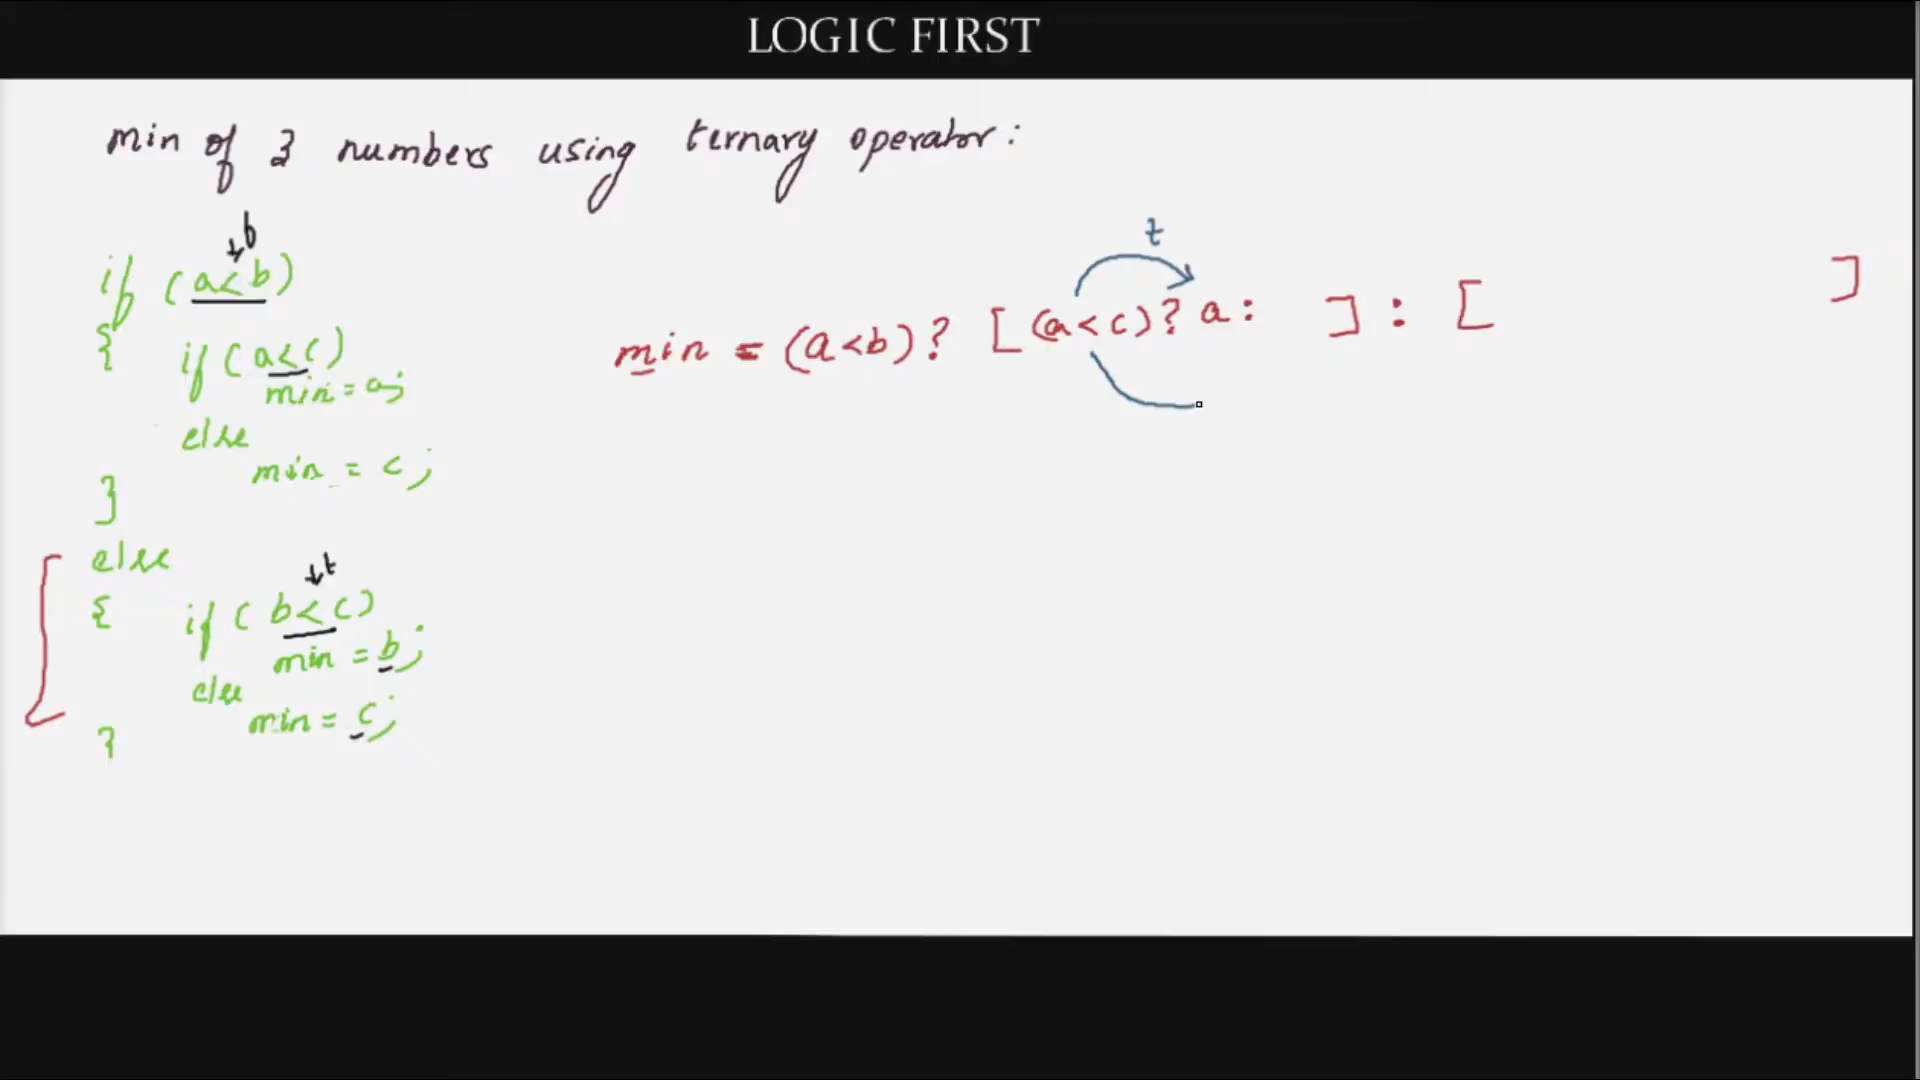 LOGIC FIRST
min of 3 numbers using ternary operator:
b
if (a<b)
{ if (a<c)
min = a;
else
min = c;
}
else
t
{ if ( b<c)
min = b;
else
min = c;
}
t
min = (a<b)? [(a<c)? a: ] : [ ]